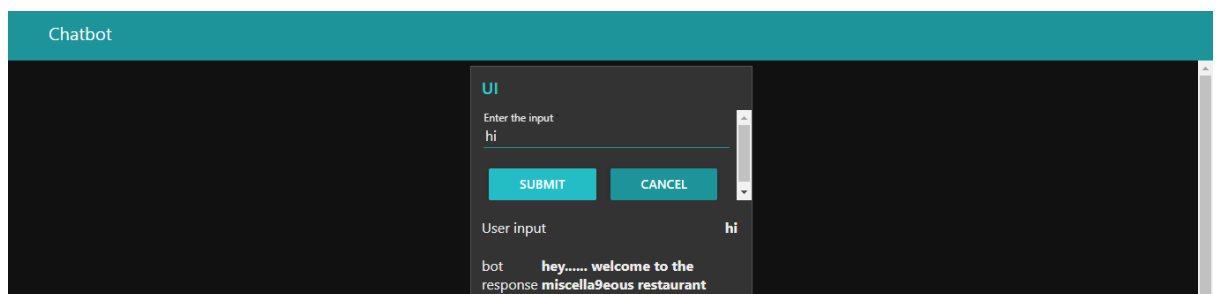 Chatbot
UI
Enter the input
hi
SUBMIT CANCEL
User input hi
bot hey...... welcome to the
response miscella9eous restaurant